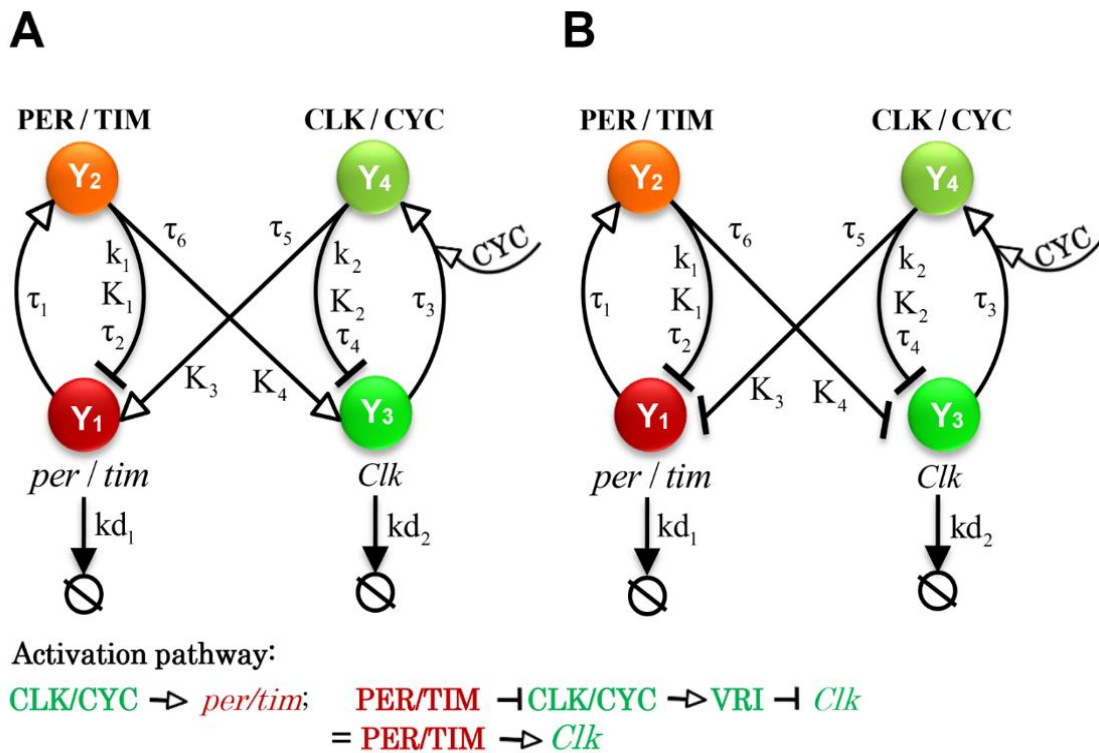 A B
PER / TIM CLK / CYC PER / TIM CLK / CYC
Y₂ Y₄ Y₂ Y₄
τ₆ τ₅ τ₆ τ₅
CYC CYC
k₁ k₂ k₁ k₂
τ₁ K₁ K₂ τ₃ τ₁ K₁ K₂ τ₃
τ₂ τ₄ τ₂ τ₄
K₃ K₄ K₃ K₄
Y₁ Y₃ Y₁ Y₃
per / tim Clk per / tim Clk
kd₁ kd₂ kd₁ kd₂
Activation pathway:
CLK/CYC → per/tim; PER/TIM ⊣ CLK/CYC → VRI ⊣ Clk
= PER/TIM → Clk